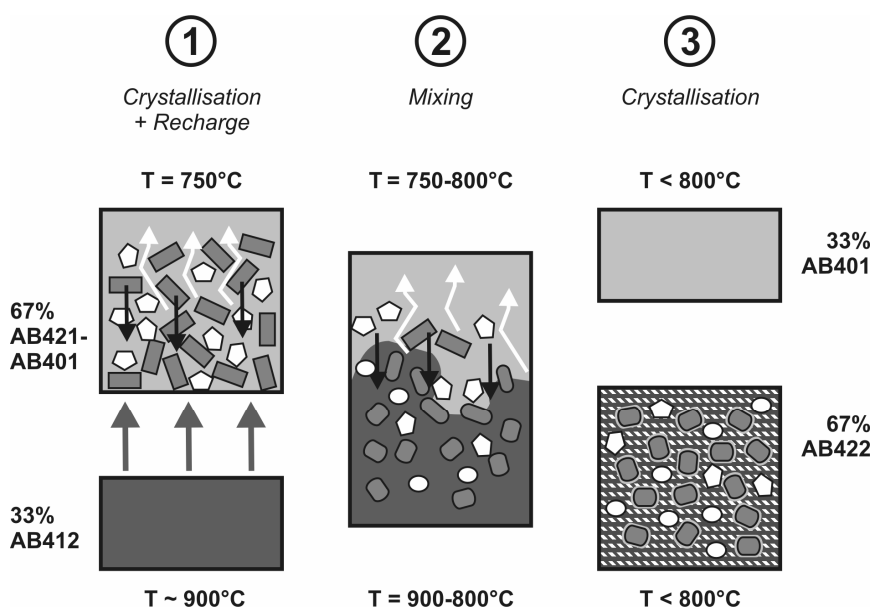 1
2
3
Crystallisation
+ Recharge
Mixing
Crystallisation
T = 750°C
T = 750-800°C
T < 800°C
67%
AB421-
AB401
33%
AB401
67%
AB422
33%
AB412
T ~ 900°C
T = 900-800°C
T < 800°C